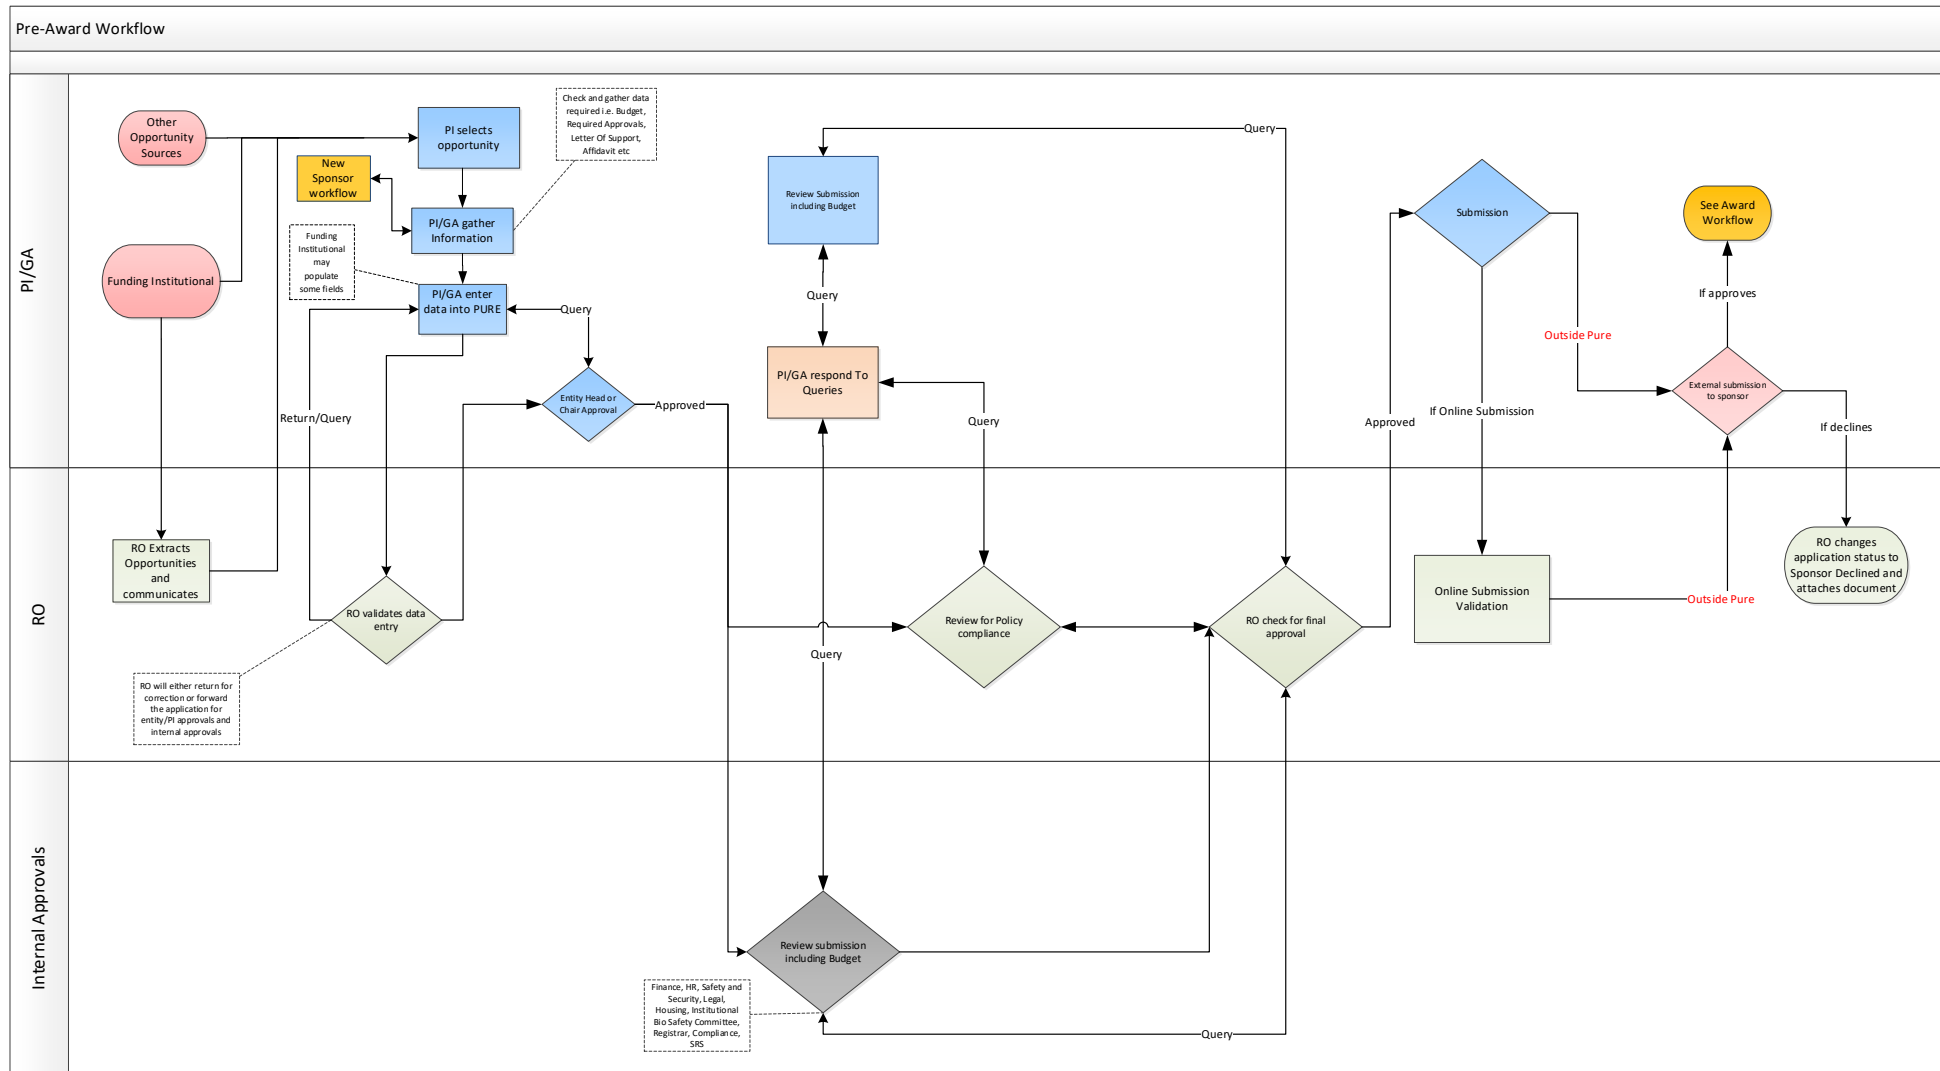 Pre-Award Workflow
PI/GA
Other
Opportunity
Sources
PI selects
opportunity
Check and gather data
required i.e. Budget,
Required Approvals,
Letter Of Support,
Affidavit etc
New
Sponsor
workflow
PI/GA gather
Information
Funding
Institutional
may
populate
some fields
Funding Institutional
PI/GA enter
data into PURE
Query
Return/Query
Entity Head or
Chair Approval
Approved
Query
Review Submission
including Budget
Query
PI/GA respond To
Queries
Query
Submission
Approved
If Online Submission
Outside Pure
See Award
Workflow
If approves
External submission
to sponsor
If declines
RO
RO Extracts
Opportunities
and
communicates
RO validates data
entry
RO will either return for
correction or forward
the application for
entity/PI approvals and
internal approvals
Query
Review for Policy
compliance
RO check for final
approval
Online Submission
Validation
Outside Pure
RO changes
application status to
Sponsor Declined and
attaches document
Internal Approvals
Review submission
including Budget
Finance, HR, Safety and
Security, Legal,
Housing, Institutional
Bio Safety Committee,
Registrar, Compliance,
SRS
Query